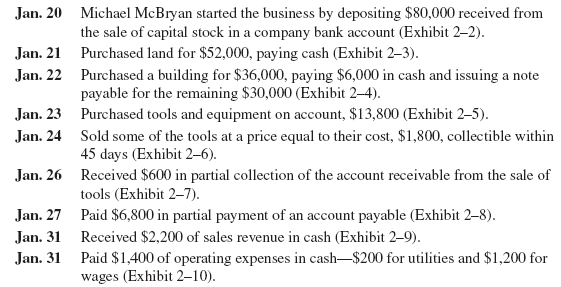 Jan. 20 Michael McBryan started the business by depositing $80,000 received from
the sale of capital stock in a company bank account (Exhibit 2–2).
Jan. 21 Purchased land for $52,000, paying cash (Exhibit 2–3).
Jan. 22 Purchased a building for $36,000, paying $6,000 in cash and issuing a note
payable for the remaining $30,000 (Exhibit 2–4).
Jan. 23 Purchased tools and equipment on account, $13,800 (Exhibit 2–5).
Jan. 24 Sold some of the tools at a price equal to their cost, $1,800, collectible within
45 days (Exhibit 2–6).
Jan. 26 Received $600 in partial collection of the account receivable from the sale of
tools (Exhibit 2–7).
Jan. 27 Paid $6,800 in partial payment of an account payable (Exhibit 2–8).
Jan. 31 Received $2,200 of sales revenue in cash (Exhibit 2–9).
Jan. 31 Paid $1,400 of operating expenses in cash—$200 for utilities and $1,200 for
wages (Exhibit 2–10).